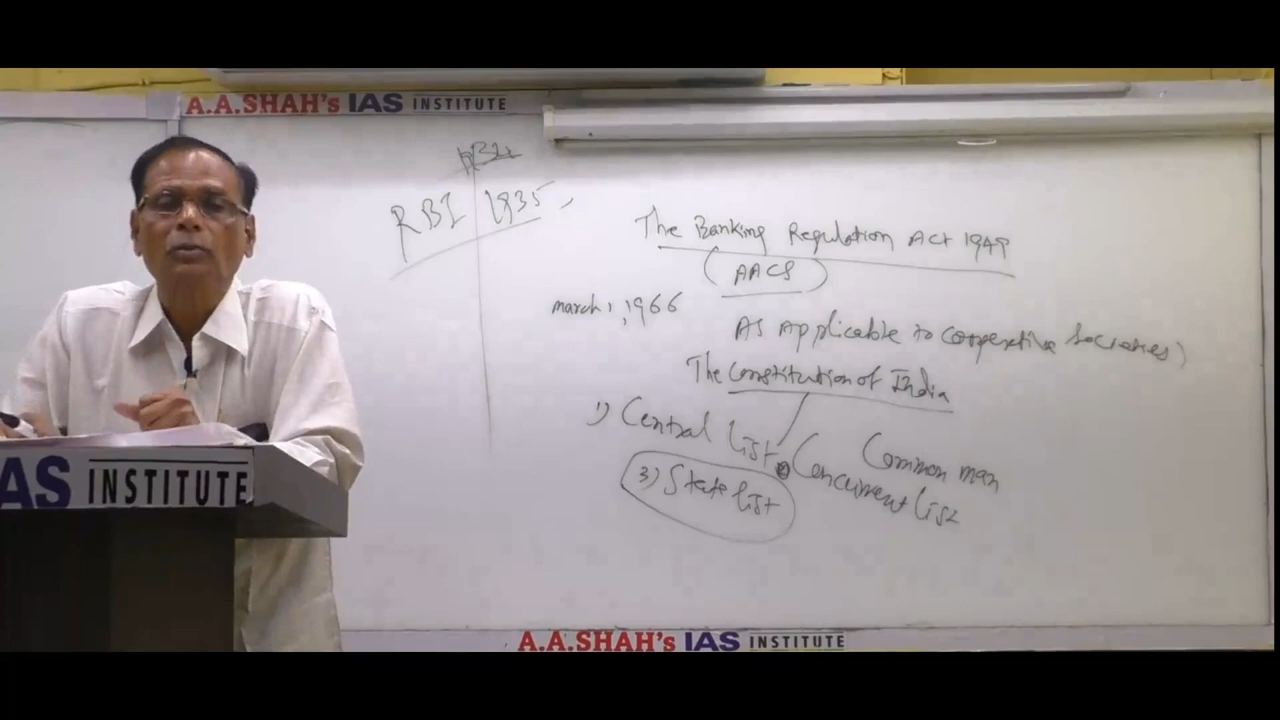 A.A.SHAH's IAS INSTITUTE
RBI 1935,
The Banking Regulation Act 1949
(AACS)
march, 1966
As Applicable to cooperative Societies)
The constitution of India
1) Central List
Common man
2) Concurrent List
3) State List
IAS INSTITUTE
A.A.SHAH's IAS INSTITUTE